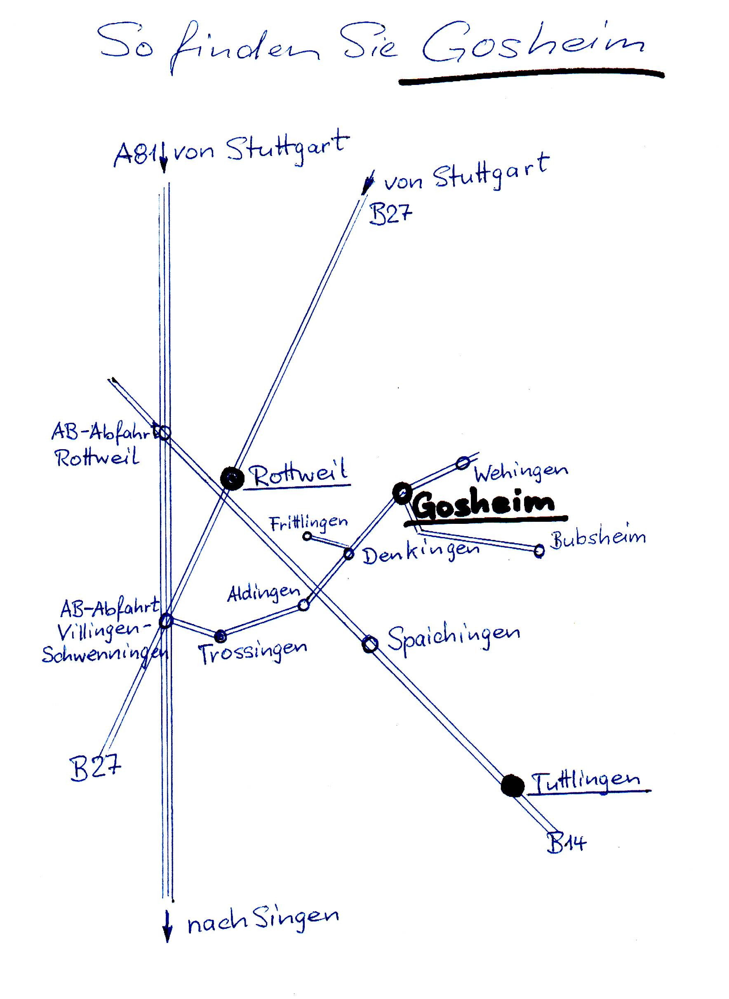 So finden Sie Gosheim
A81 von Stuttgart
von Stuttgart
B27
AB-Abfahrt
Rottweil
Rottweil
Wehingen
Gosheim
Frittlingen
Bubsheim
Denkingen
Aldingen
AB-Abfahrt
Villingen-
Schwenningen
Trossingen
Spaichingen
B27
Tuttlingen
B14
nach Singen